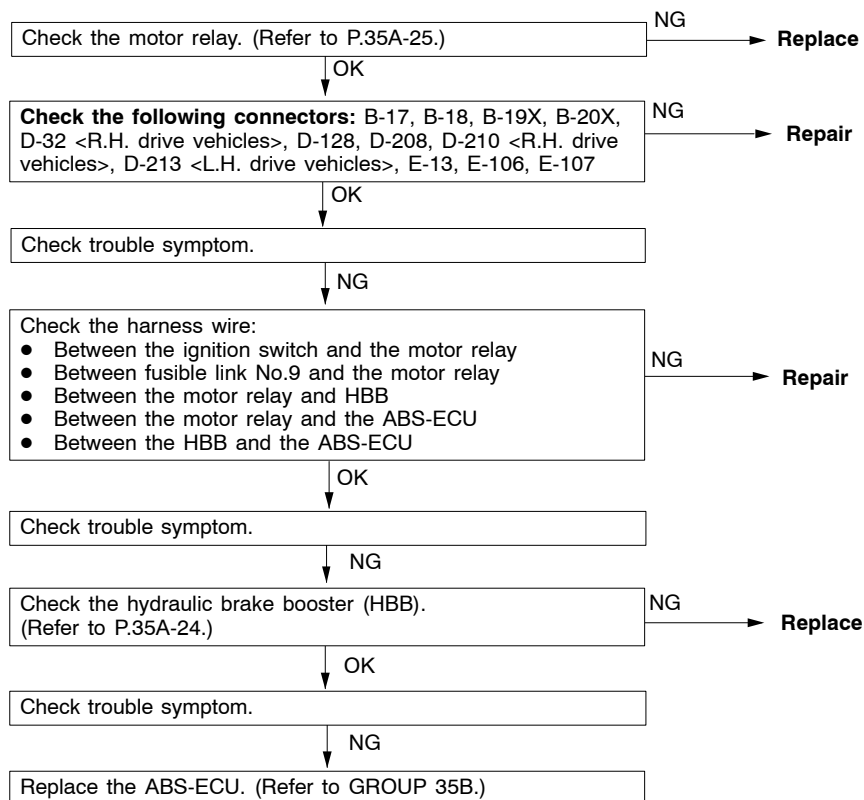 Check the motor relay. (Refer to P.35A-25.)
NG
Replace
OK
Check the following connectors: B-17, B-18, B-19X, B-20X,
D-32 <R.H. drive vehicles>, D-128, D-208, D-210 <R.H. drive
vehicles>, D-213 <L.H. drive vehicles>, E-13, E-106, E-107
NG
Repair
OK
Check trouble symptom.
NG
Check the harness wire:
● Between the ignition switch and the motor relay
● Between fusible link No.9 and the motor relay
● Between the motor relay and HBB
● Between the motor relay and the ABS-ECU
● Between the HBB and the ABS-ECU
NG
Repair
OK
Check trouble symptom.
NG
Check the hydraulic brake booster (HBB).
(Refer to P.35A-24.)
NG
Replace
OK
Check trouble symptom.
NG
Replace the ABS-ECU. (Refer to GROUP 35B.)